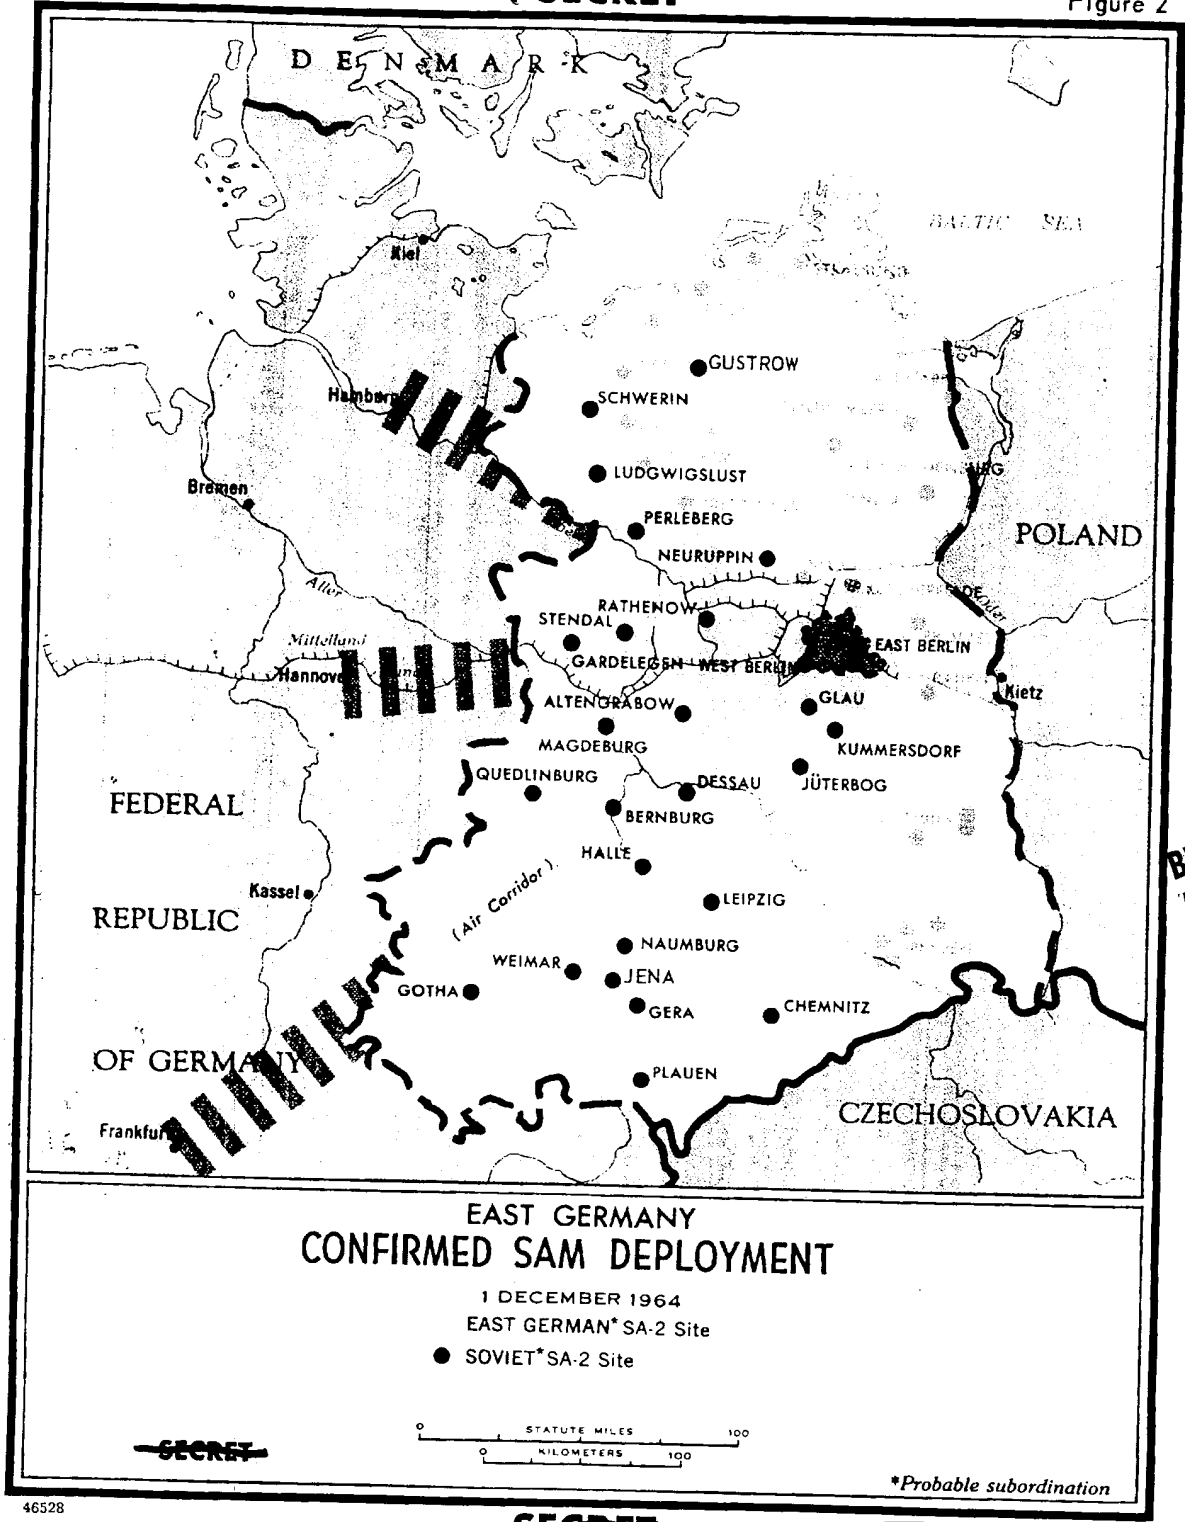 SECRET
Figure 2
DENMARK
BALTIC SEA
STRALSUND
Kiel
GUSTROW
Hamburg
SCHWERIN
LUDGWIGSLUST
Bremen
PERLEBERG
POLAND
NEURUPPIN
Aller
RATHENOW
Oder
STENDAL
Mittelland
EAST BERLIN
GARDELEGEN
WEST BERLIN
Hannove
Kietz
ALTENGRABOW
GLAU
MAGDEBURG
KUMMERSDORF
QUEDLINBURG
DESSAU
JÜTERBOG
FEDERAL
BERNBURG
HALLE
Kassel
(Air Corridor)
LEIPZIG
REPUBLIC
NAUMBURG
WEIMAR
JENA
GOTHA
GERA
CHEMNITZ
OF GERMANY
PLAUEN
CZECHOSLOVAKIA
Frankfurt
EAST GERMANY
CONFIRMED SAM DEPLOYMENT
1 DECEMBER 1964
EAST GERMAN* SA-2 Site
SOVIET* SA-2 Site
0 STATUTE MILES 100
0 KILOMETERS 100
SECRET
*Probable subordination
46528
SECRET